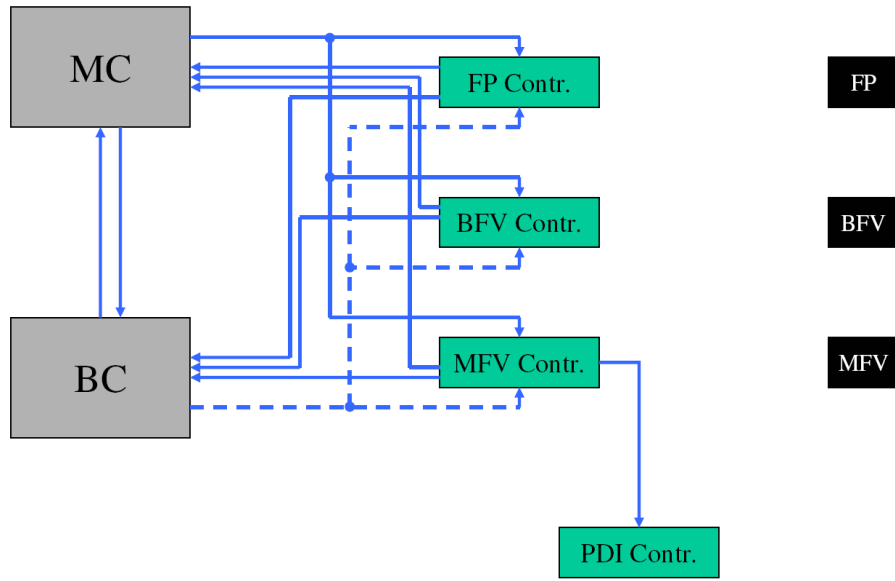 MC
FP Contr.
FP
BFV Contr.
BFV
BC
MFV Contr.
MFV
PDI Contr.